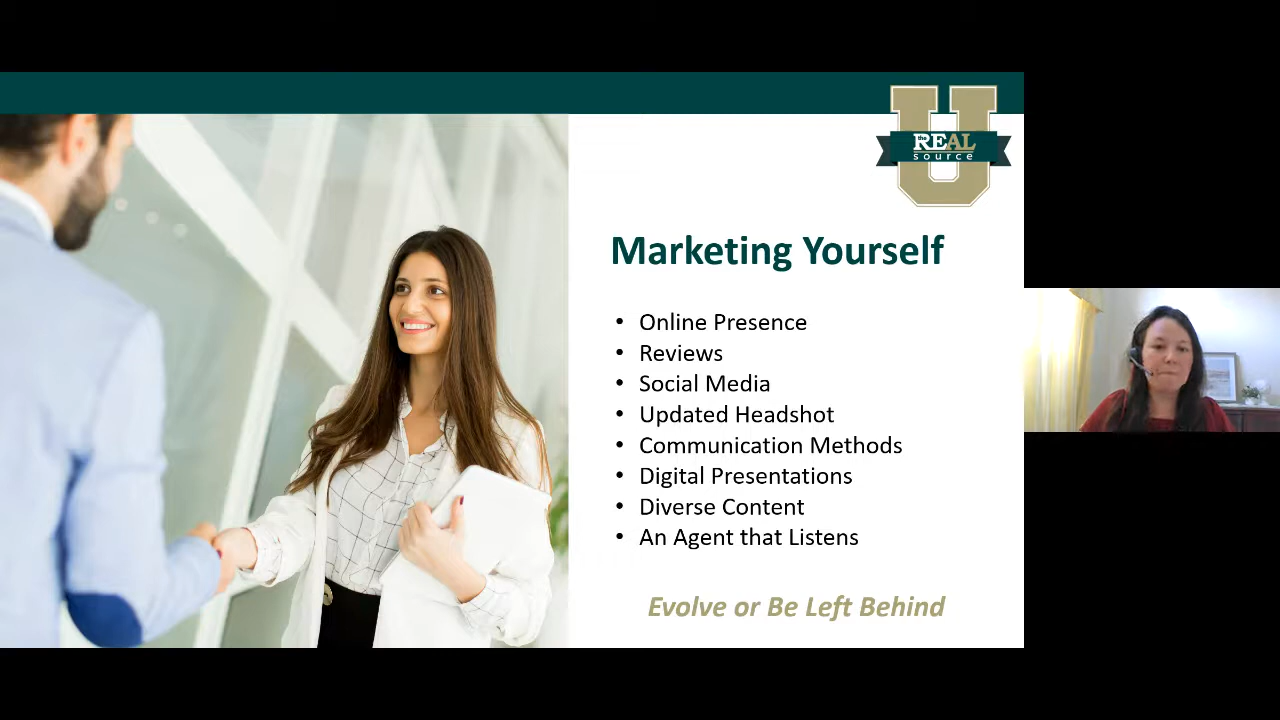 U
the
REAL
source
Marketing Yourself
• Online Presence
• Reviews
• Social Media
• Updated Headshot
• Communication Methods
• Digital Presentations
• Diverse Content
• An Agent that Listens
Evolve or Be Left Behind